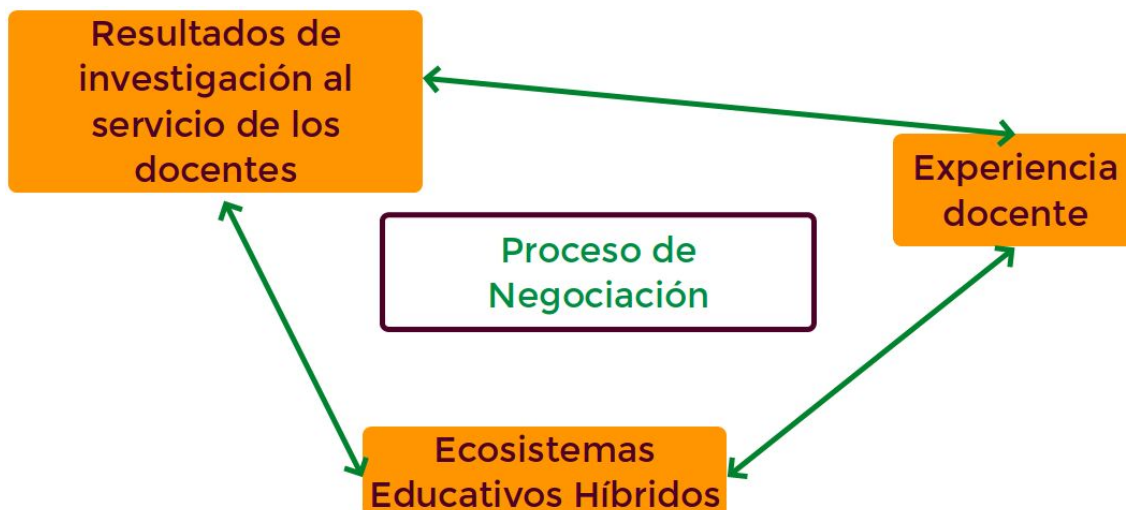 Resultados de
investigación al
servicio de los
docentes
Experiencia
docente
Proceso de
Negociación
Ecosistemas
Educativos Híbridos